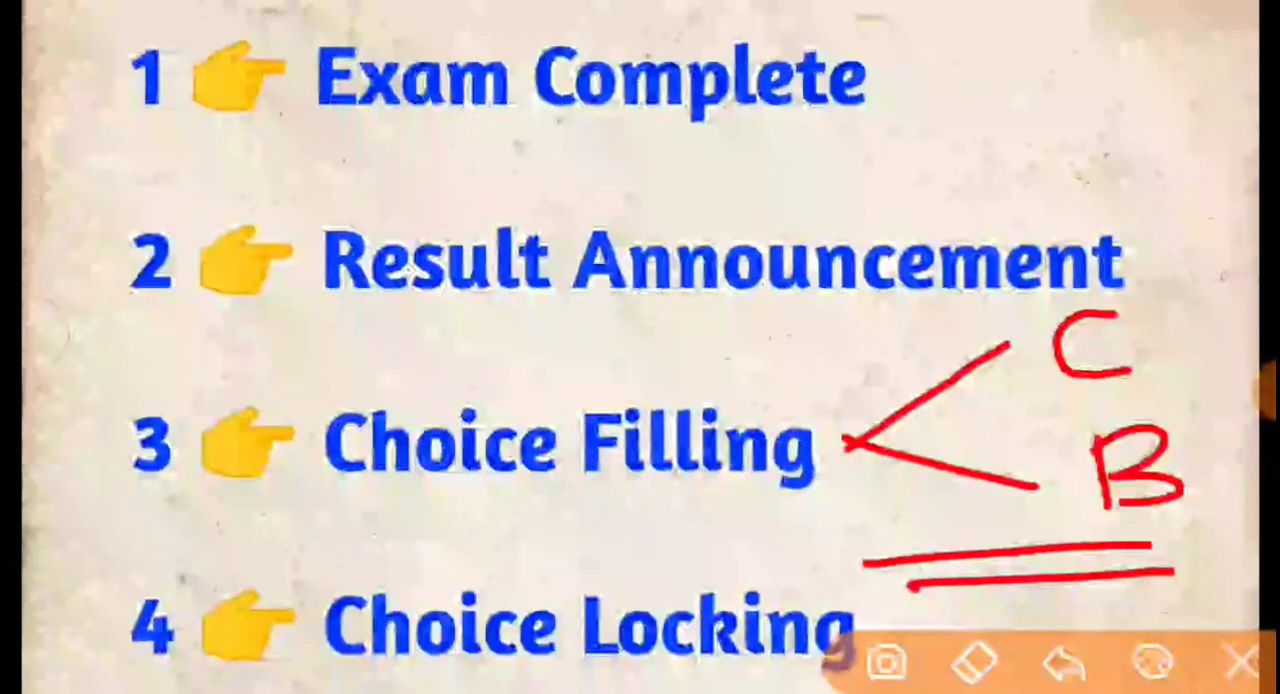 1 👉 Exam Complete
2 👉 Result Announcement
C
3 👉 Choice Filling
B
4 👉 Choice Locking